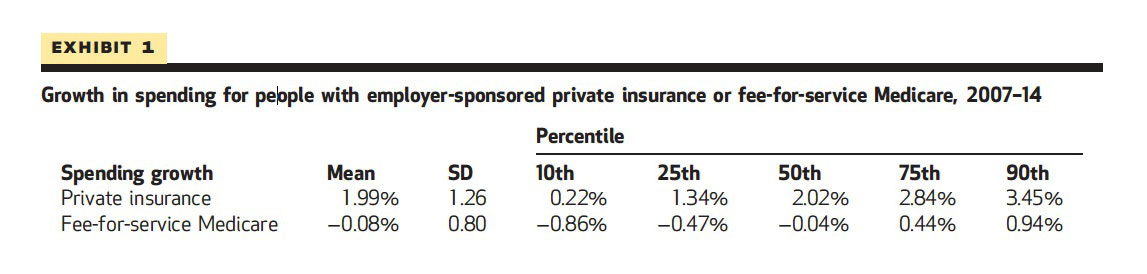 EXHIBIT 1
Growth in spending for people with employer-sponsored private insurance or fee-for-service Medicare, 2007–14
Percentile
Spending growth Mean SD 10th 25th 50th 75th 90th
Private insurance 1.99% 1.26 0.22% 1.34% 2.02% 2.84% 3.45%
Fee-for-service Medicare −0.08% 0.80 −0.86% −0.47% −0.04% 0.44% 0.94%